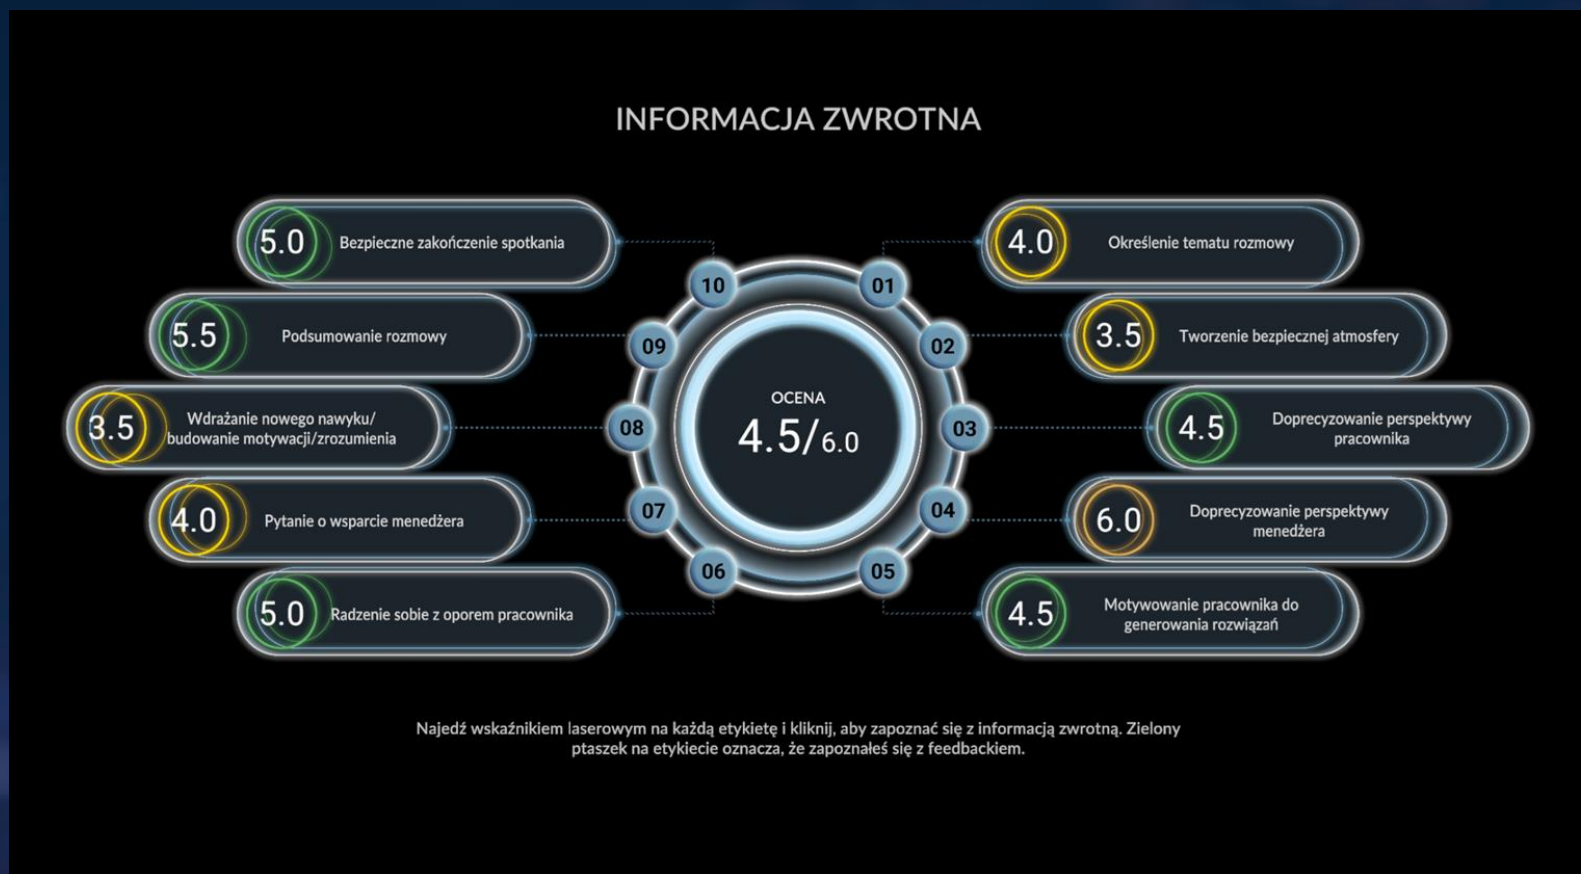 INFORMACJA ZWROTNA
5.0 Bezpieczne zakończenie spotkania
10
01
4.0 Określenie tematu rozmowy
5.5 Podsumowanie rozmowy
09
02
3.5 Tworzenie bezpiecznej atmosfery
3.5 Wdrażanie nowego nawyku/
budowanie motywacji/zrozumienia
08
OCENA
4.5/6.0
03
4.5 Doprecyzowanie perspektywy
pracownika
4.0 Pytanie o wsparcie menedżera
07
04
6.0 Doprecyzowanie perspektywy
menedżera
5.0 Radzenie sobie z oporem pracownika
06
05
4.5 Motywowanie pracownika do
generowania rozwiązań
Najedź wskaźnikiem laserowym na każdą etykietę i kliknij, aby zapoznać się z informacją zwrotną. Zielony
ptaszek na etykiecie oznacza, że zapoznałeś się z feedbackiem.